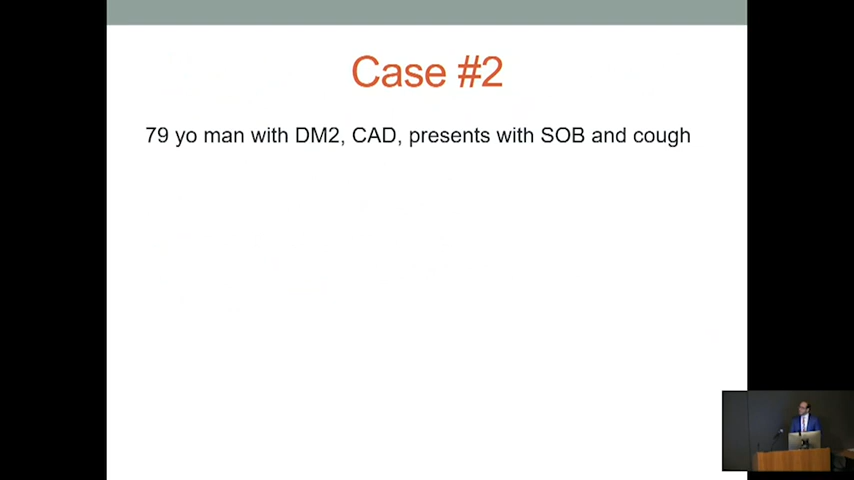 Case #2
79 yo man with DM2, CAD, presents with SOB and cough